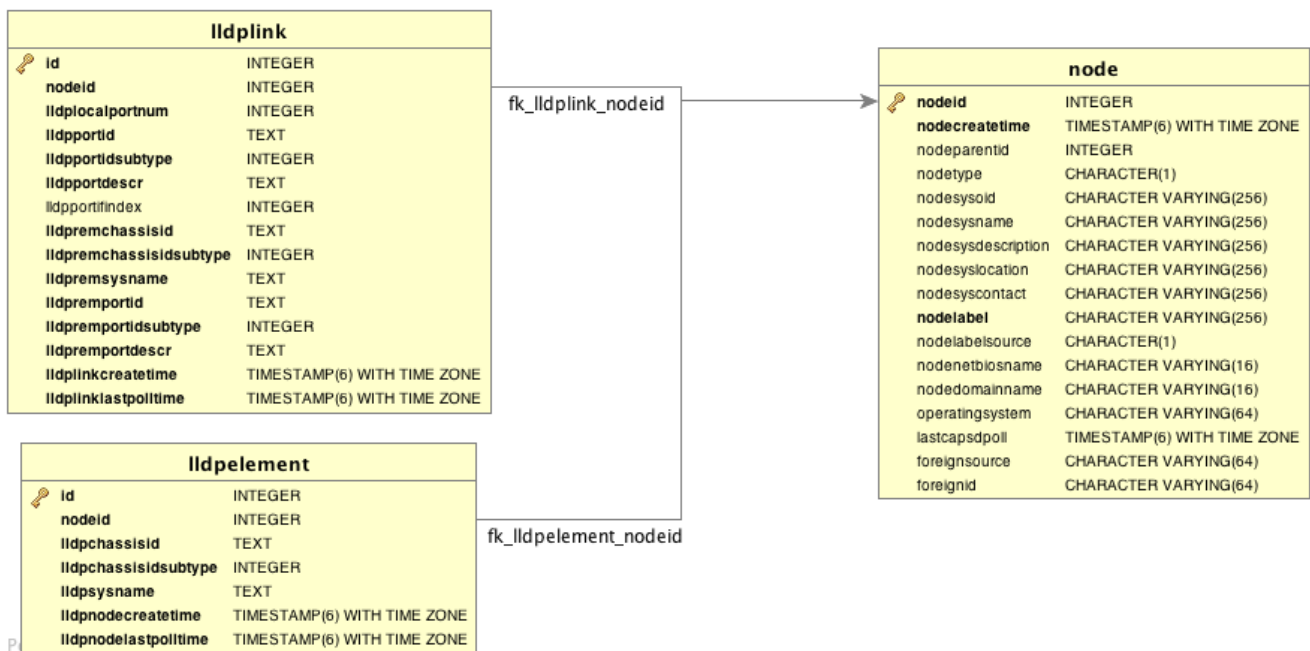 lldplink
id INTEGER
nodeid INTEGER
lldplocalportnum INTEGER
lldpportid TEXT
lldpportidsubtype INTEGER
lldpportdescr TEXT
lldpportifindex INTEGER
lldpremchassisid TEXT
lldpremchassisidsubtype INTEGER
lldpremsysname TEXT
lldpremportid TEXT
lldpremportidsubtype INTEGER
lldpremportdescr TEXT
lldplinkcreatetime TIMESTAMP(6) WITH TIME ZONE
lldplinklastpolltime TIMESTAMP(6) WITH TIME ZONE
fk_lldplink_nodeid
node
nodeid INTEGER
nodecreatetime TIMESTAMP(6) WITH TIME ZONE
nodeparentid INTEGER
nodetype CHARACTER(1)
nodesysoid CHARACTER VARYING(256)
nodesysname CHARACTER VARYING(256)
nodesysdescription CHARACTER VARYING(256)
nodesyslocation CHARACTER VARYING(256)
nodesyscontact CHARACTER VARYING(256)
nodelabel CHARACTER VARYING(256)
nodelabelsource CHARACTER(1)
nodenetbiosname CHARACTER VARYING(16)
nodedomainname CHARACTER VARYING(16)
operatingsystem CHARACTER VARYING(64)
lastcapsdpoll TIMESTAMP(6) WITH TIME ZONE
foreignsource CHARACTER VARYING(64)
foreignid CHARACTER VARYING(64)
lldpelement
id INTEGER
nodeid INTEGER
lldpchassisid TEXT
lldpchassisidsubtype INTEGER
lldpsysname TEXT
lldpnodecreatetime TIMESTAMP(6) WITH TIME ZONE
lldpnodelastpolltime TIMESTAMP(6) WITH TIME ZONE
fk_lldpelement_nodeid